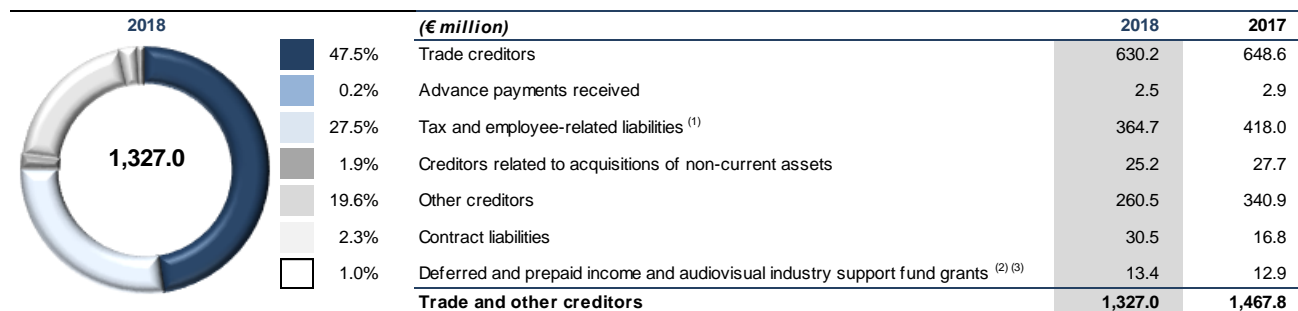 2018 (€ million) 2018 2017
47.5% Trade creditors 630.2 648.6
0.2% Advance payments received 2.5 2.9
27.5% Tax and employee-related liabilities (1) 364.7 418.0
1,327.0
1.9% Creditors related to acquisitions of non-current assets 25.2 27.7
19.6% Other creditors 260.5 340.9
2.3% Contract liabilities 30.5 16.8
1.0% Deferred and prepaid income and audiovisual industry support fund grants (2) (3) 13.4 12.9
Trade and other creditors 1,327.0 1,467.8